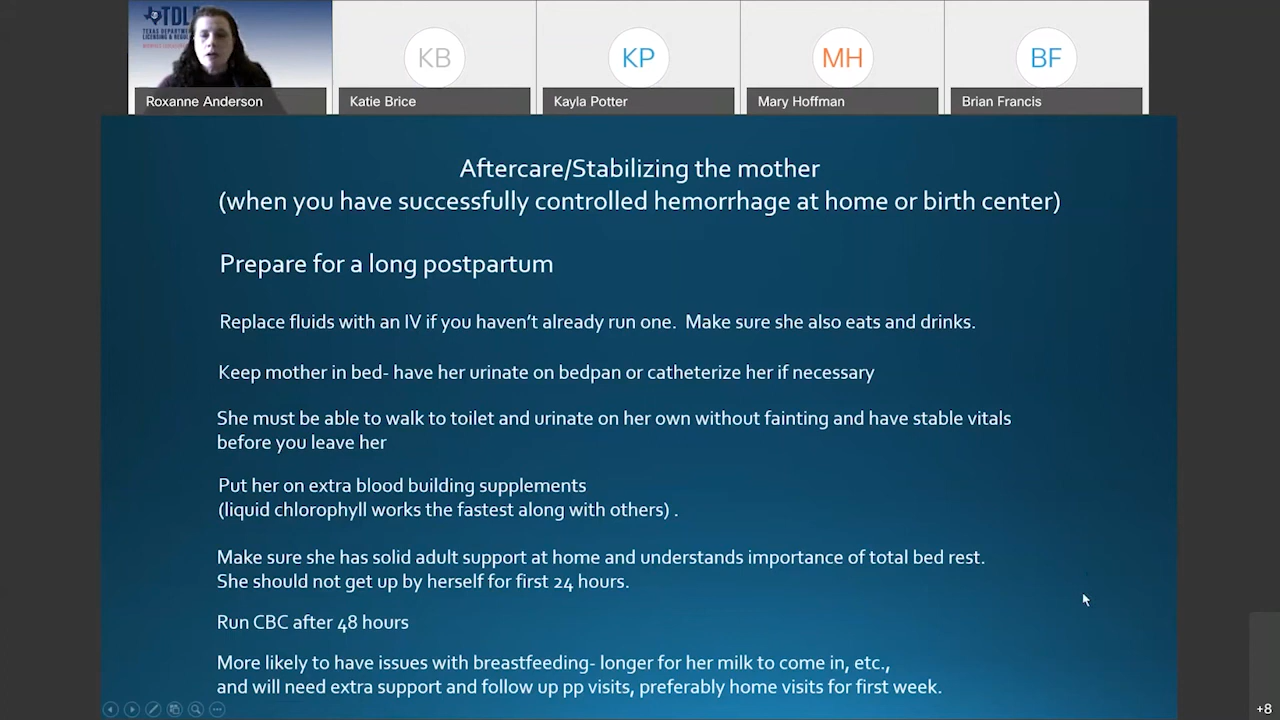 TDL
TEXAS DEPARTMENT
LICENSING & REGUL
KB
KP
MH
BF
Roxanne Anderson
Katie Brice
Kayla Potter
Mary Hoffman
Brian Francis
Aftercare/Stabilizing the mother
(when you have successfully controlled hemorrhage at home or birth center)
Prepare for a long postpartum
Replace fluids with an IV if you haven't already run one.  Make sure she also eats and drinks.
Keep mother in bed- have her urinate on bedpan or catheterize her if necessary
She must be able to walk to toilet and urinate on her own without fainting and have stable vitals
before you leave her
Put her on extra blood building supplements
(liquid chlorophyll works the fastest along with others) .
Make sure she has solid adult support at home and understands importance of total bed rest.
She should not get up by herself for first 24 hours.
Run CBC after 48 hours
More likely to have issues with breastfeeding- longer for her milk to come in, etc.,
and will need extra support and follow up pp visits, preferably home visits for first week.
+8